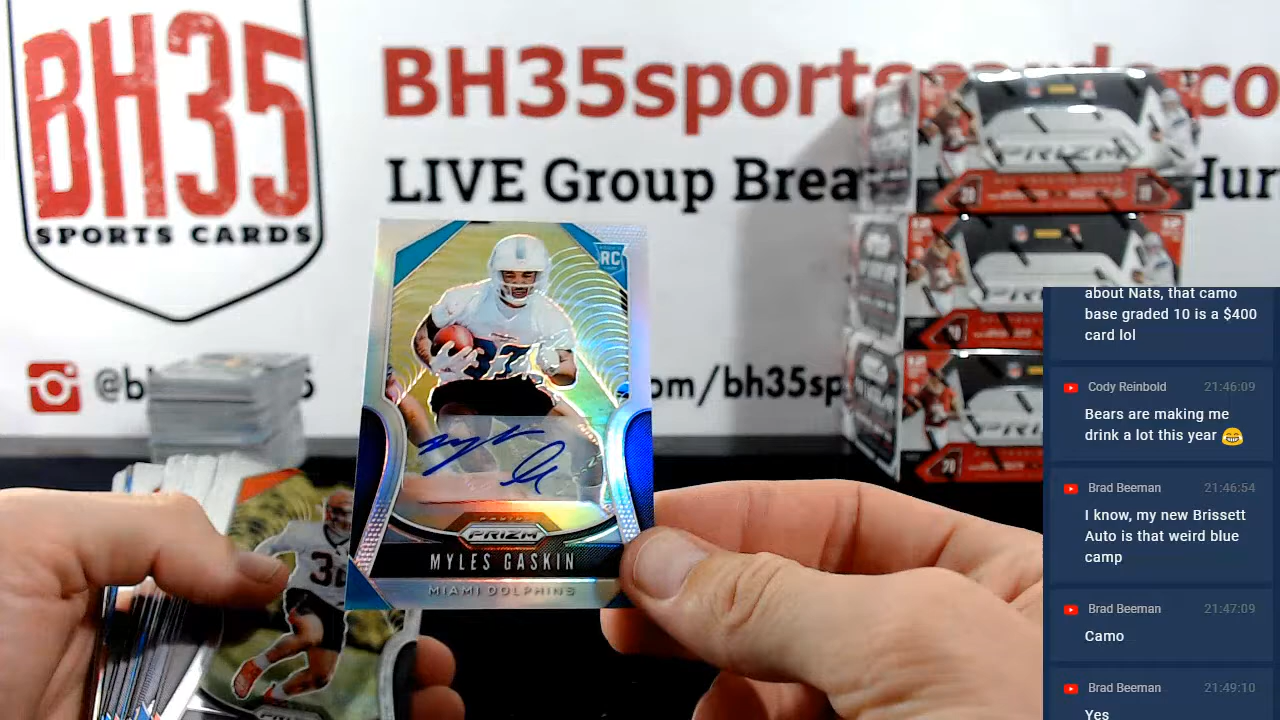 BH35
SPORTS CARDS
BH35sports
LIVE Group Brea
Hur
RC
PRIZM
MYLES GASKIN
MIAMI DOLPHINS
PRIZM
about Nats, that camo
base graded 10 is a $400
card lol
Cody Reinbold 21:46:09
Bears are making me
drink a lot this year 😂
Brad Beeman 21:46:54
I know, my new Brissett
Auto is that weird blue
camp
Brad Beeman 21:47:09
Camo
Brad Beeman 21:49:10
Yes